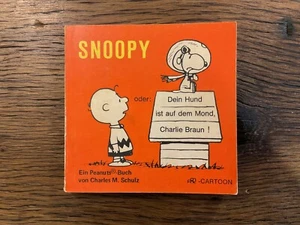 SNOOPY
oder:
Dein Hund
ist auf dem Mond,
Charlie Braun !
Ein Peanuts-Buch
von Charles M. Schulz
-CARTOON